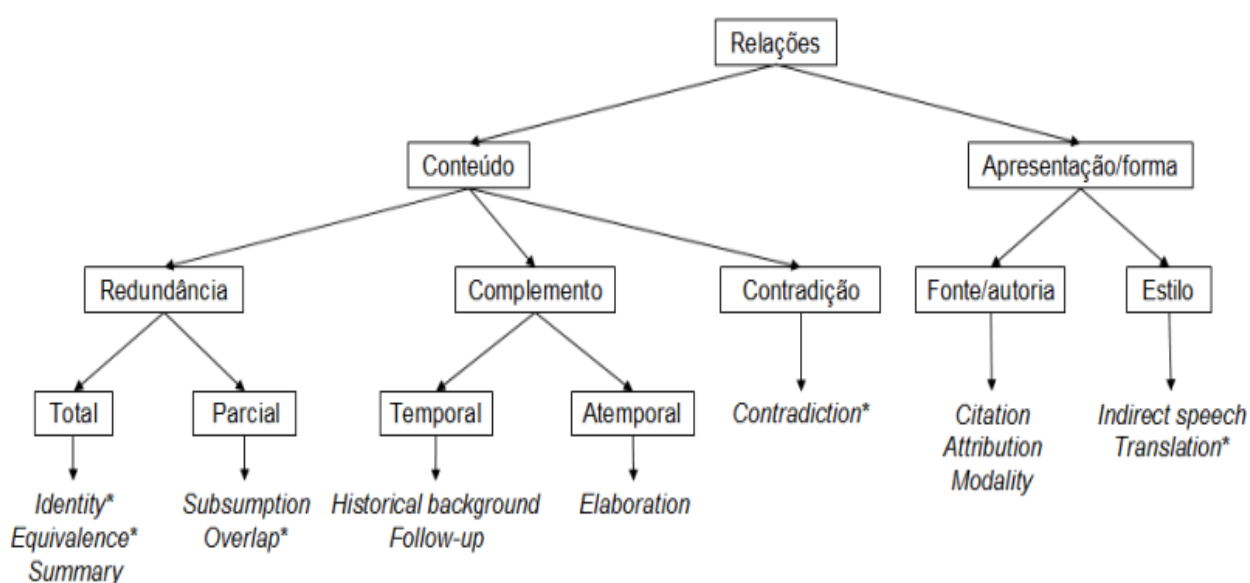 Relações
Conteúdo
Apresentação/forma
Redundância
Complemento
Contradição
Fonte/autoria
Estilo
Total
Parcial
Temporal
Atemporal
Contradiction*
Citation
Attribution
Modality
Indirect speech
Translation*
Identity*
Equivalence*
Summary
Subsumption
Overlap*
Historical background
Follow-up
Elaboration